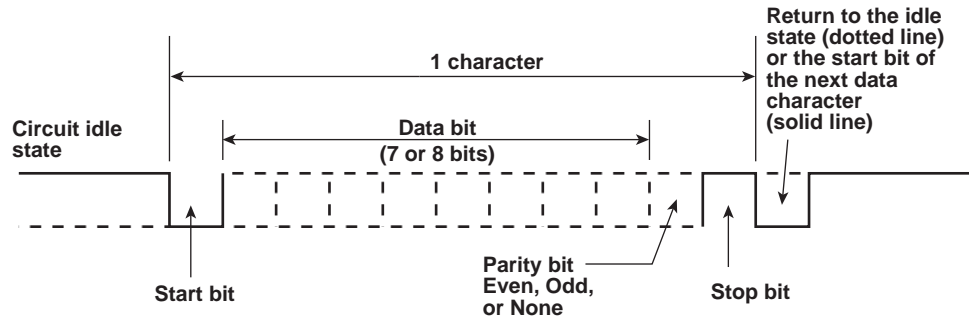 Return to the idle
state (dotted line)
or the start bit of
the next data
character
(solid line)
1 character
Circuit idle
state
Data bit
(7 or 8 bits)
Start bit
Parity bit
Even, Odd,
or None
Stop bit